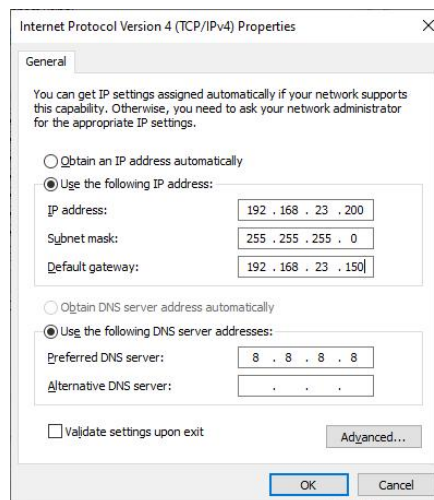 Internet Protocol Version 4 (TCP/IPv4) Properties
General
You can get IP settings assigned automatically if your network supports
this capability. Otherwise, you need to ask your network administrator
for the appropriate IP settings.
Obtain an IP address automatically
Use the following IP address:
IP address: 192 . 168 . 23 . 200
Subnet mask: 255 . 255 . 255 . 0
Default gateway: 192 . 168 . 23 . 150
Obtain DNS server address automatically
Use the following DNS server addresses:
Preferred DNS server: 8 . 8 . 8 . 8
Alternative DNS server: . . .
Validate settings upon exit
Advanced...
OK Cancel